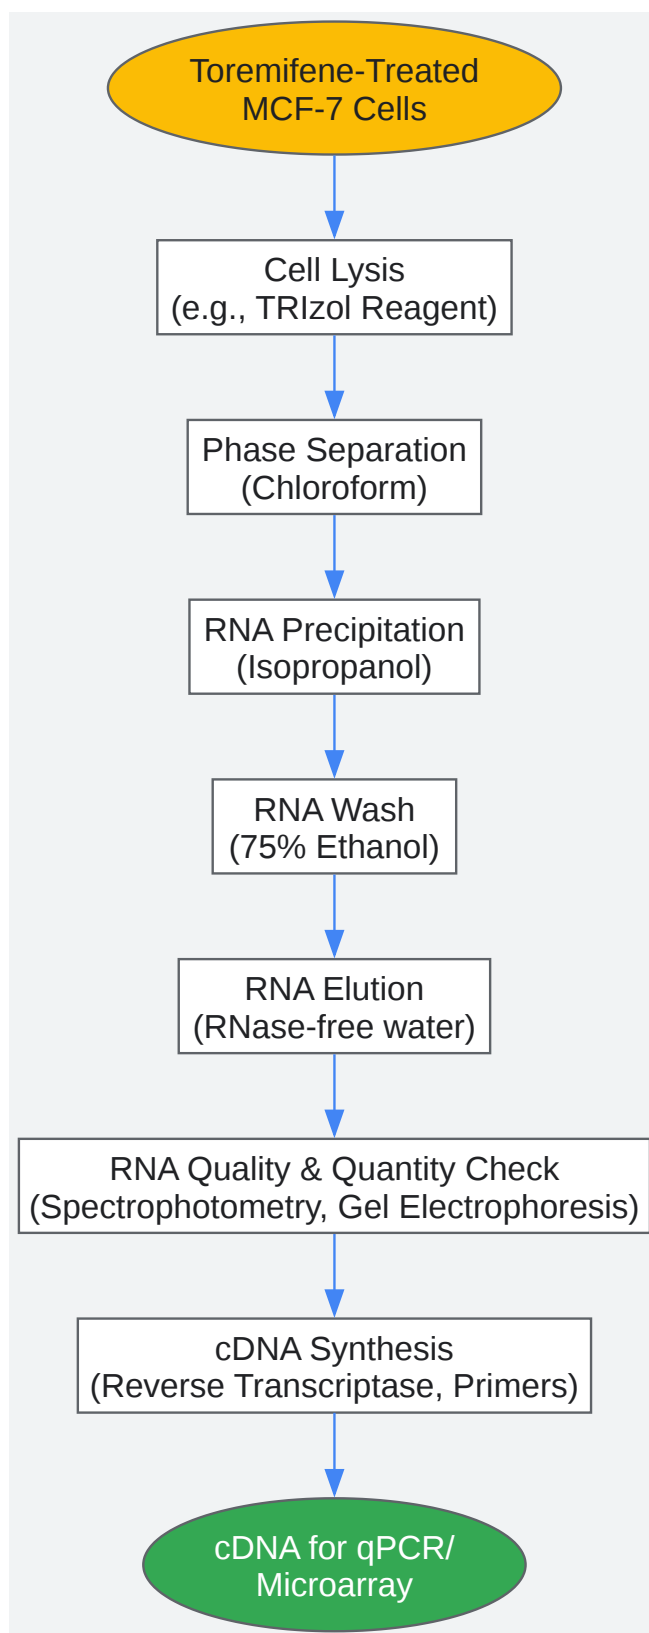 Toremifene-Treated
MCF-7 Cells
Cell Lysis
(e.g., TRIzol Reagent)
Phase Separation
(Chloroform)
RNA Precipitation
(Isopropanol)
RNA Wash
(75% Ethanol)
RNA Elution
(RNase-free water)
RNA Quality & Quantity Check
(Spectrophotometry, Gel Electrophoresis)
cDNA Synthesis
(Reverse Transcriptase, Primers)
cDNA for qPCR/
Microarray